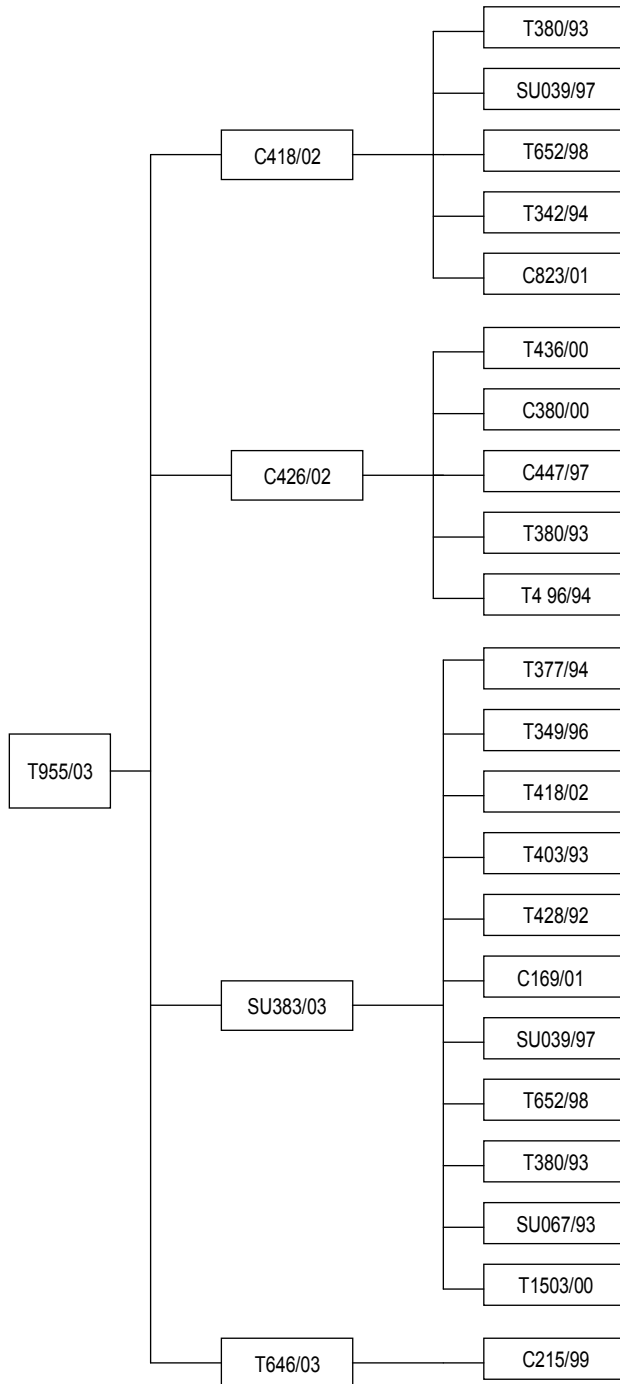 T955/03
C418/02
T380/93
SU039/97
T652/98
T342/94
C823/01
C426/02
T436/00
C380/00
C447/97
T380/93
T4 96/94
SU383/03
T377/94
T349/96
T418/02
T403/93
T428/92
C169/01
SU039/97
T652/98
T380/93
SU067/93
T1503/00
T646/03
C215/99